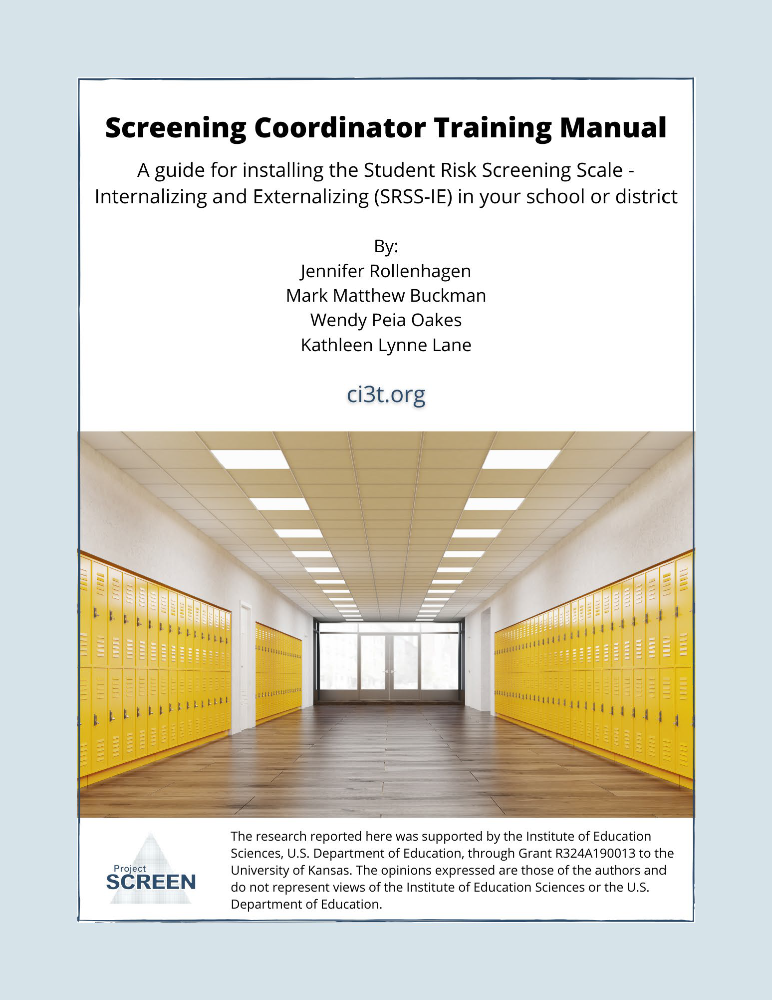 Screening Coordinator Training Manual
A guide for installing the Student Risk Screening Scale -
Internalizing and Externalizing (SRSS-IE) in your school or district
By:
Jennifer Rollenhagen
Mark Matthew Buckman
Wendy Peia Oakes
Kathleen Lynne Lane
ci3t.org
Project
SCREEN
The research reported here was supported by the Institute of Education
Sciences, U.S. Department of Education, through Grant R324A190013 to the
University of Kansas. The opinions expressed are those of the authors and
do not represent views of the Institute of Education Sciences or the U.S.
Department of Education.